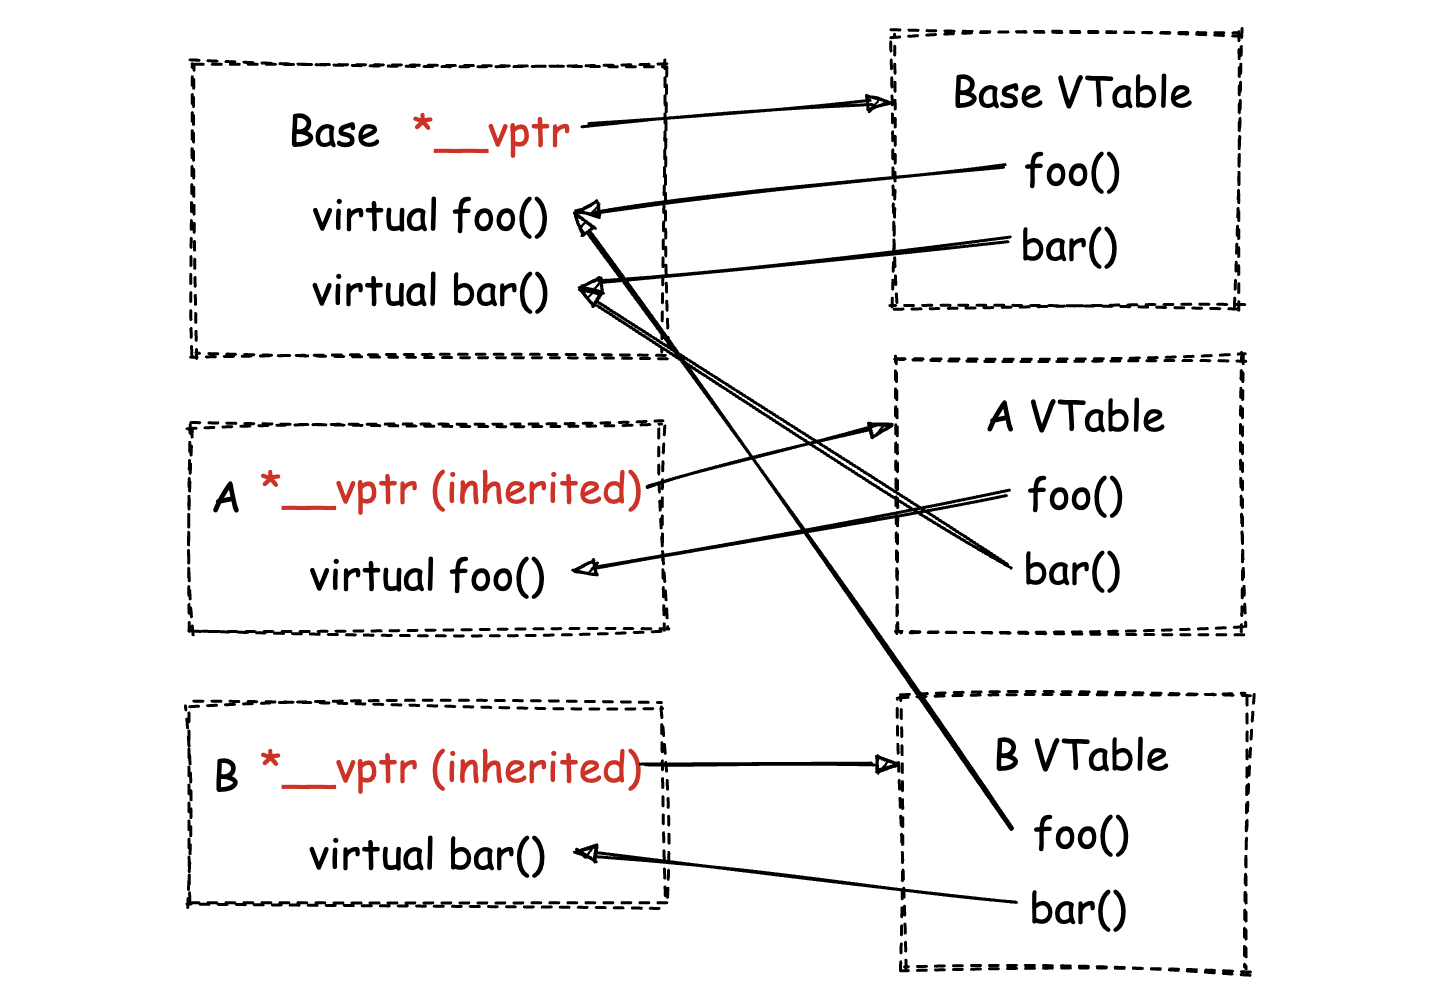 Base *__vptr
virtual foo()
virtual bar()
Base VTable
foo()
bar()
A *__vptr (inherited)
virtual foo()
A VTable
foo()
bar()
B *__vptr (inherited)
virtual bar()
B VTable
foo()
bar()